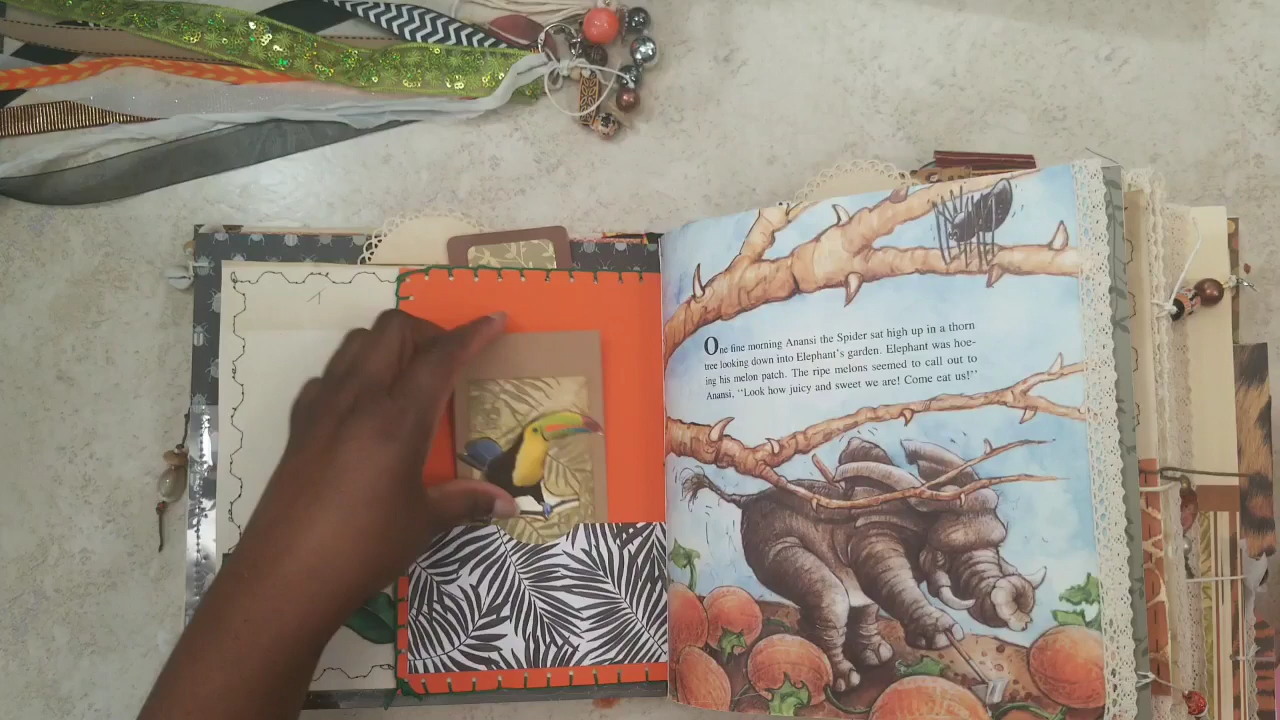 One fine morning Anansi the Spider sat high up in a thorn
tree looking down into Elephant's garden. Elephant was hoe-
ing his melon patch. The ripe melons seemed to call out to
Anansi, "Look how juicy and sweet we are! Come eat us!"